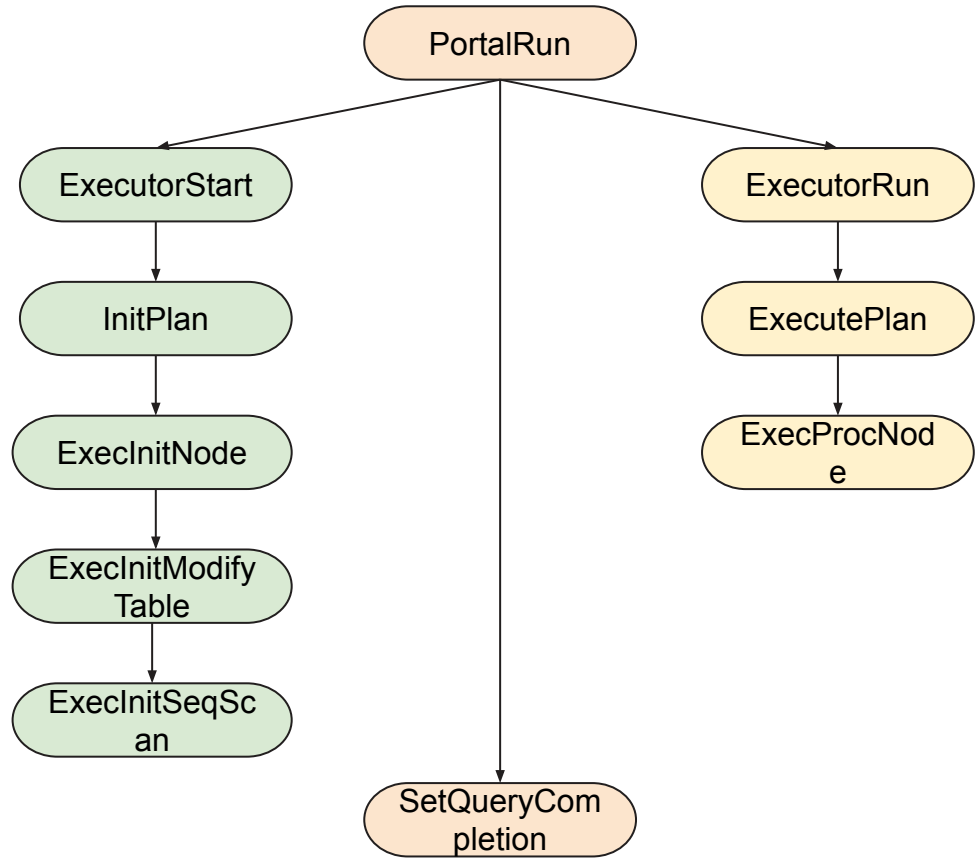 PortalRun
ExecutorStart
ExecutorRun
InitPlan
ExecutePlan
ExecInitNode
ExecProcNod
e
ExecInitModify
Table
ExecInitSeqSc
an
SetQueryCom
pletion